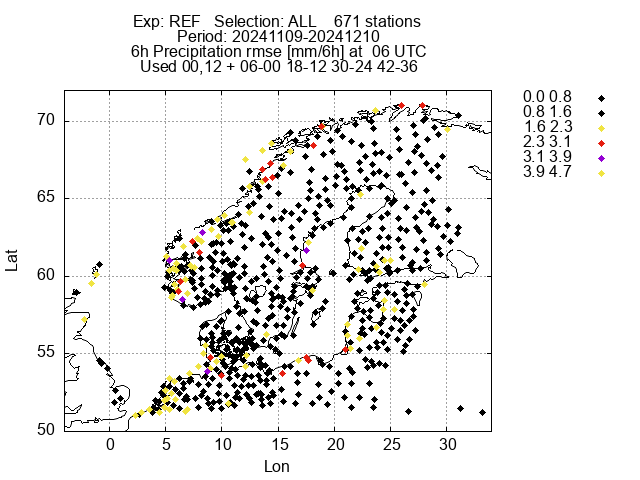 Exp: REF   Selection: ALL    671 stations
Period: 20241109-20241210
6h Precipitation rmse [mm/6h] at  06 UTC
Used 00,12 + 06-00 18-12 30-24 42-36
0.0 0.8
0.8 1.6
1.6 2.3
2.3 3.1
3.1 3.9
3.9 4.7
70
65
60
55
50
Lat
0 5 10 15 20 25 30
Lon